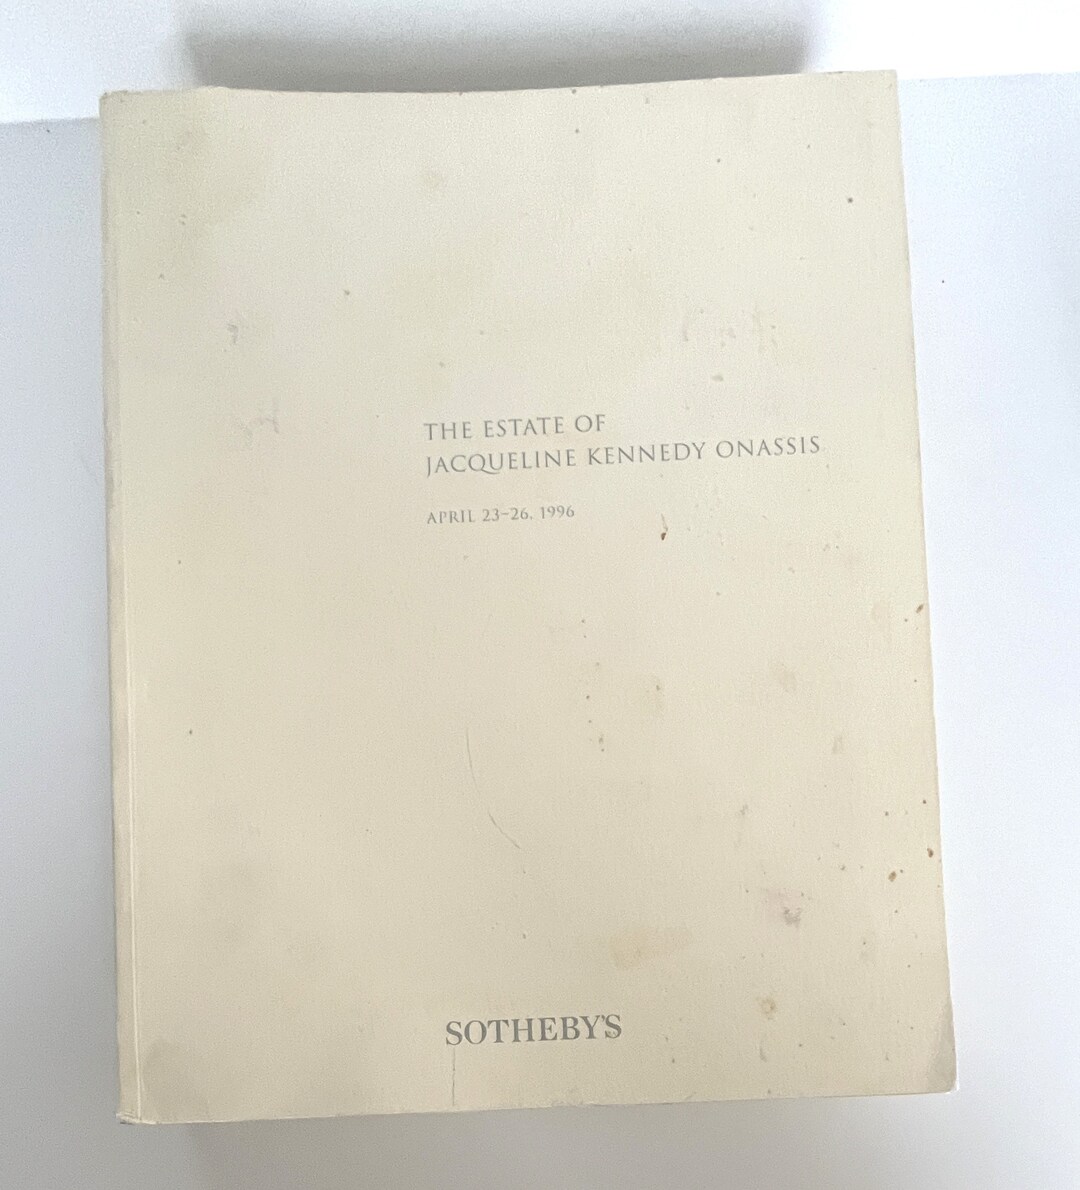 THE ESTATE OF
JACQUELINE KENNEDY ONASSIS
APRIL 23–26, 1996
SOTHEBY'S